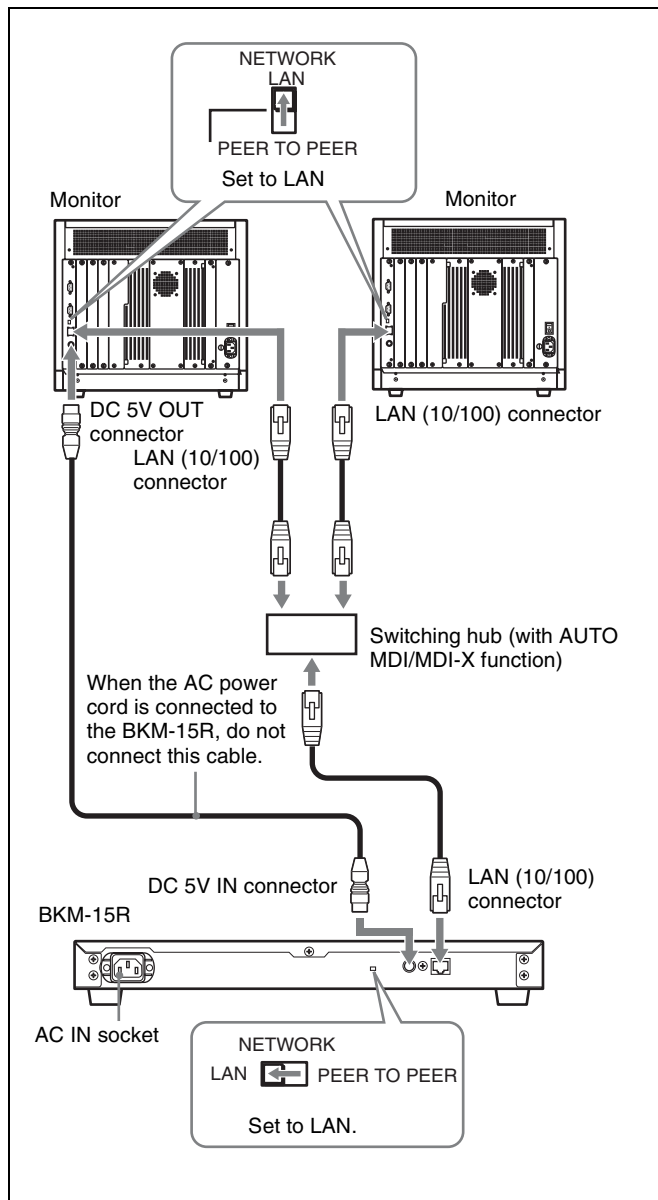 NETWORK
LAN
PEER TO PEER
Set to LAN
Monitor
Monitor
DC 5V OUT
connector
LAN (10/100)
connector
LAN (10/100) connector
Switching hub (with AUTO
MDI/MDI-X function)
When the AC power
cord is connected to
the BKM-15R, do not
connect this cable.
DC 5V IN connector
LAN (10/100)
connector
BKM-15R
AC IN socket
NETWORK
LAN PEER TO PEER
Set to LAN.